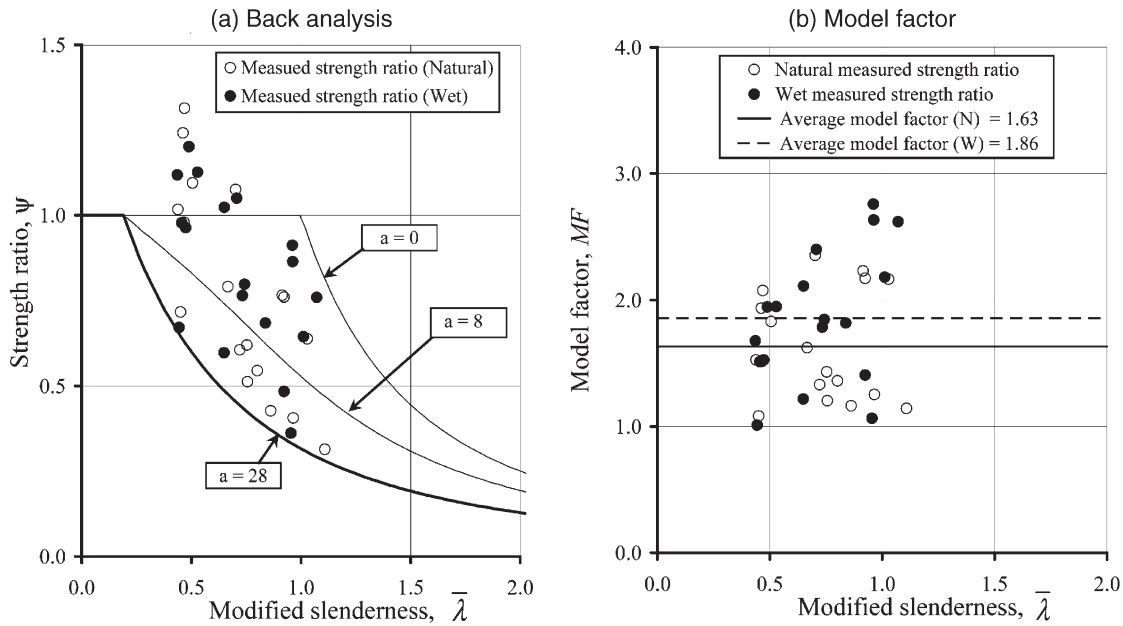 (a) Back analysis
1.5
1.0
0.5
0.0
Strength ratio, ψ
Measued strength ratio (Natural)
Measued strength ratio (Wet)
a = 0
a = 8
a = 28
0.0 0.5 1.0 1.5 2.0
Modified slenderness, λ̅
(b) Model factor
4.0
3.0
2.0
1.0
0.0
Model factor, MF
Natural measured strength ratio
Wet measured strength ratio
Average model factor (N) = 1.63
Average model factor (W) = 1.86
0.0 0.5 1.0 1.5 2.0
Modified slenderness, λ̅